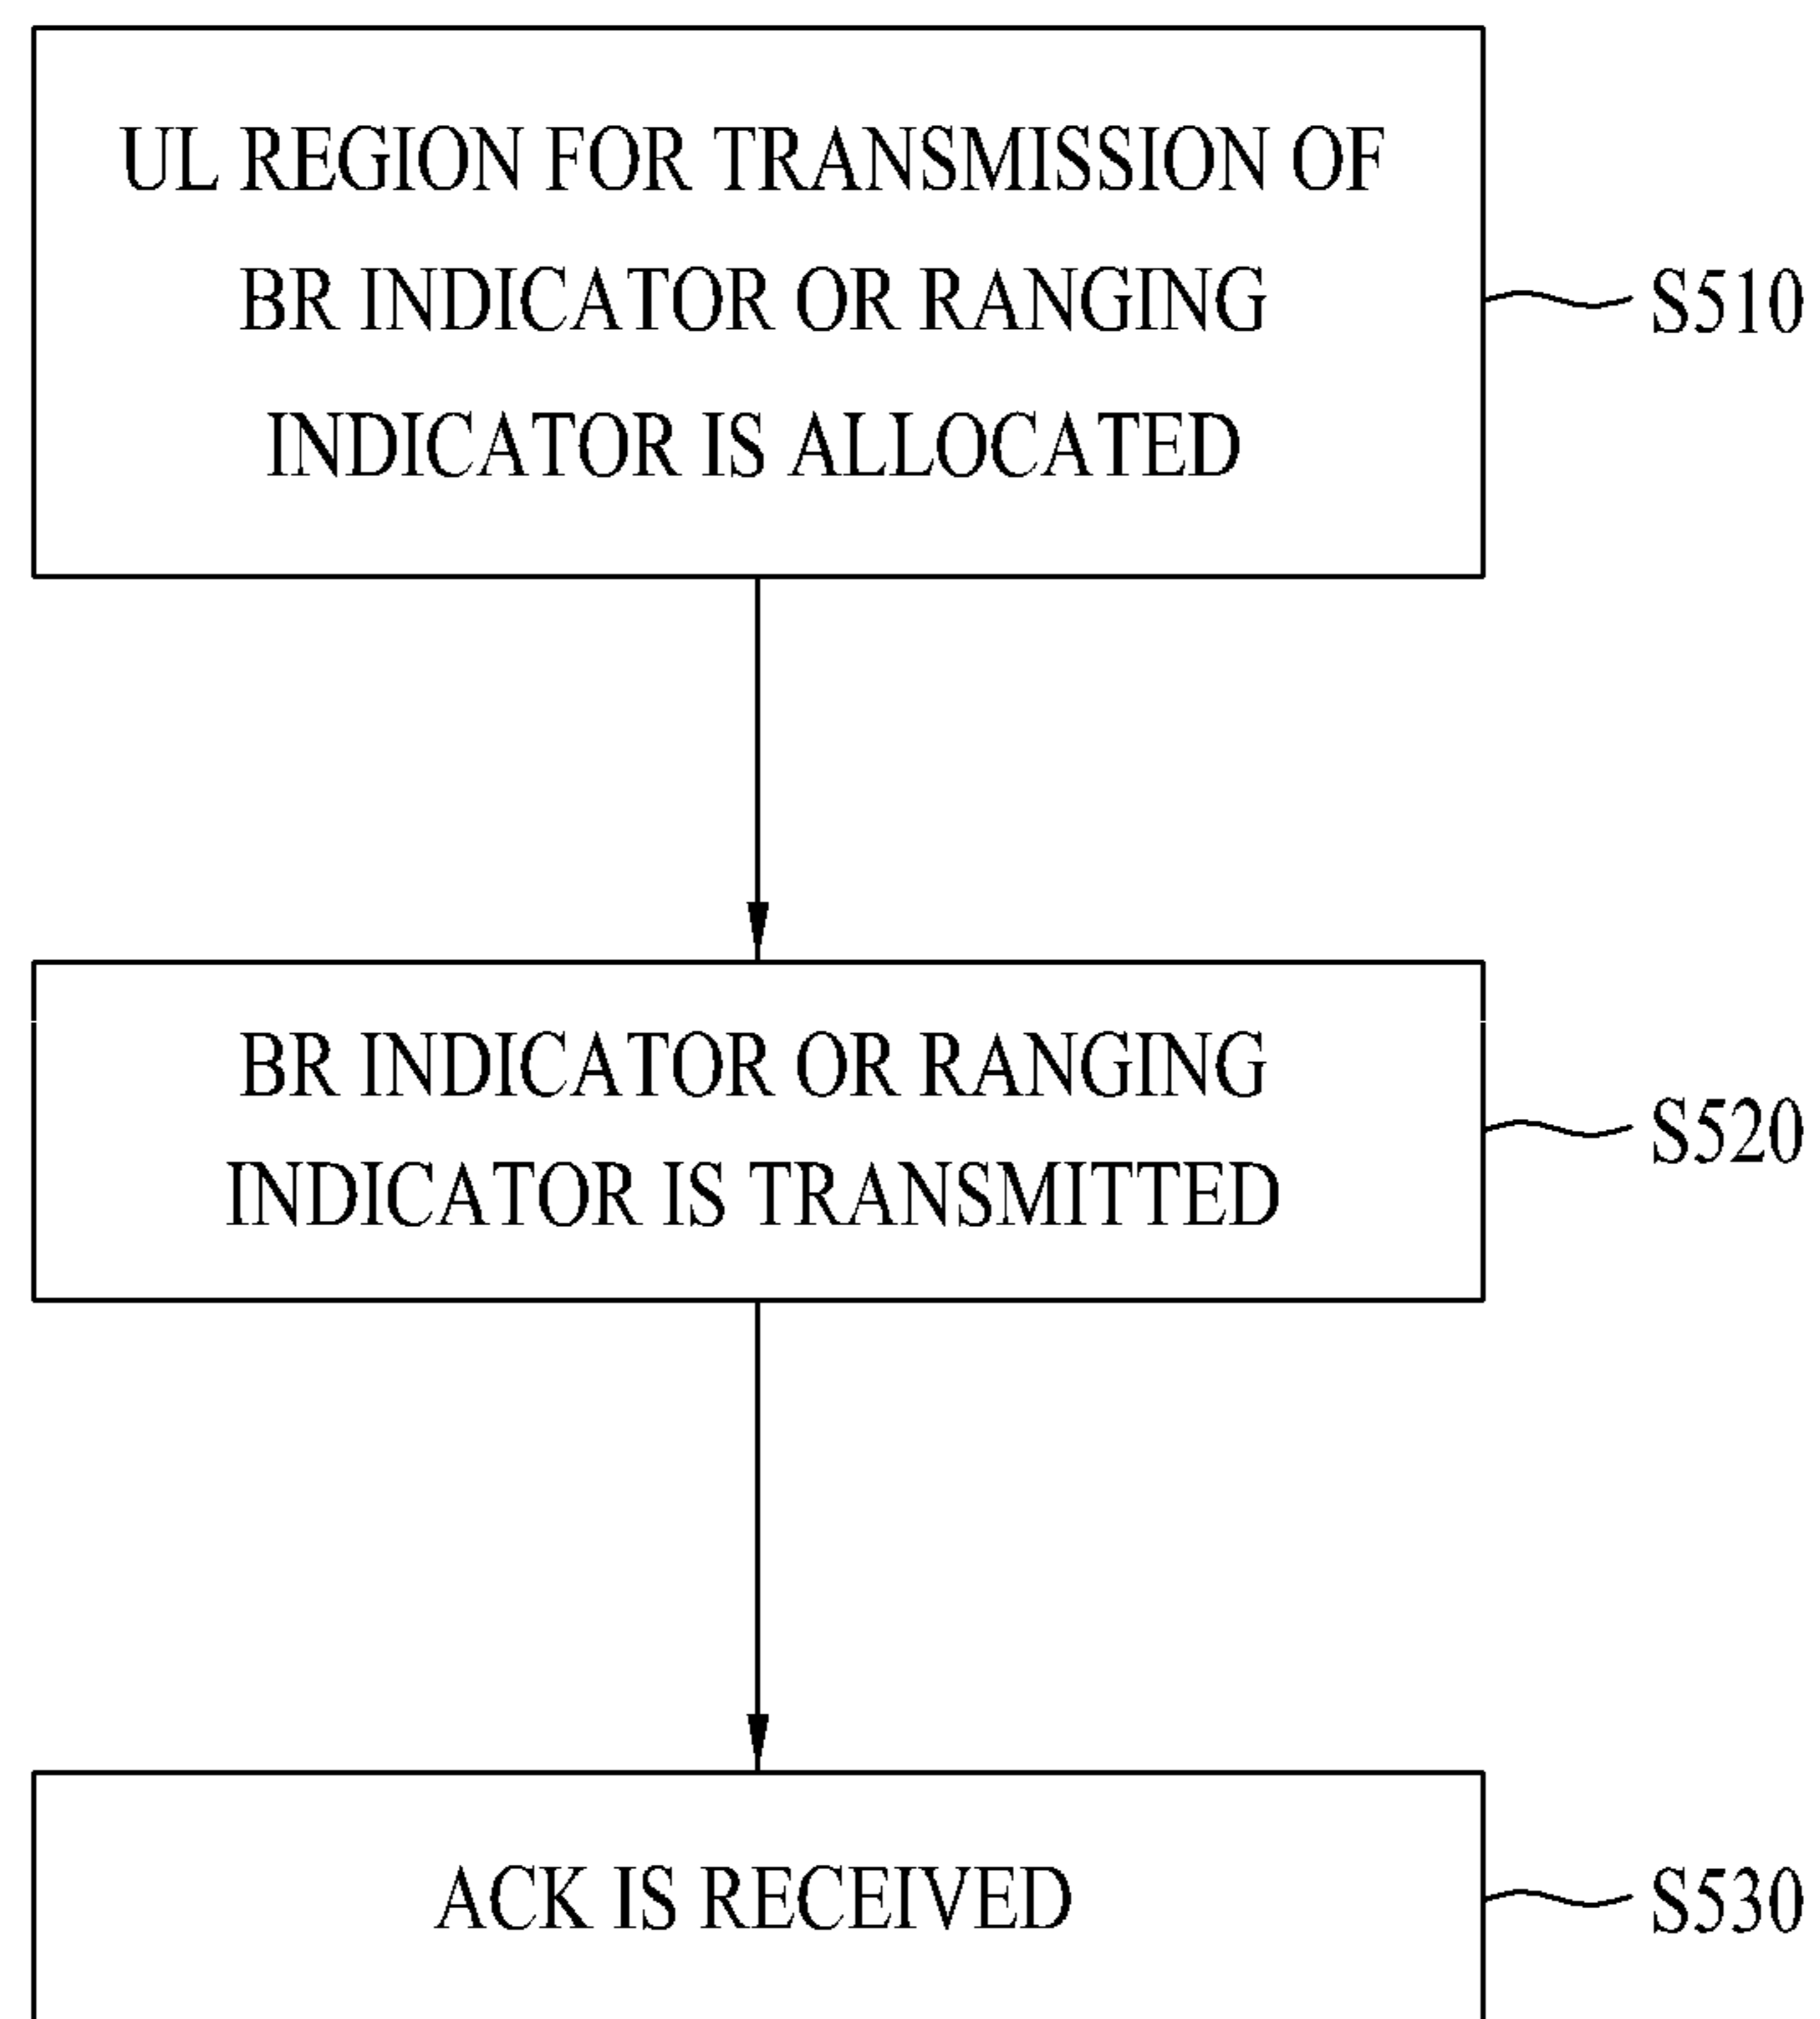 UL REGION FOR TRANSMISSION OF
BR INDICATOR OR RANGING
INDICATOR IS ALLOCATED
S510
BR INDICATOR OR RANGING
INDICATOR IS TRANSMITTED
S520
ACK IS RECEIVED
S530